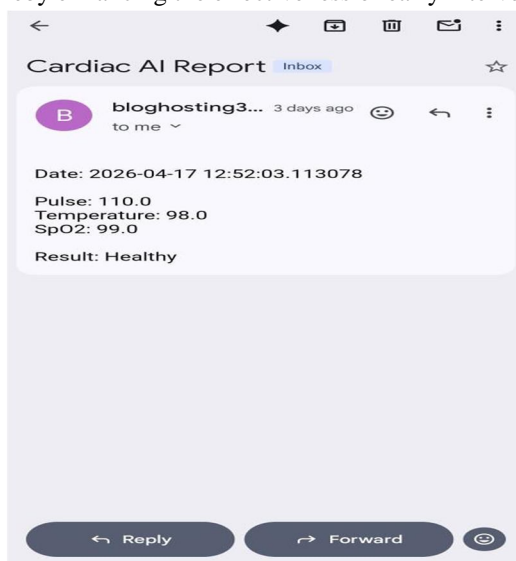 Cardiac AI Report Inbox
B
bloghosting3... 3 days ago
to me
Date: 2026-04-17 12:52:03.113078
Pulse: 110.0
Temperature: 98.0
SpO2: 99.0
Result: Healthy
Reply
Forward